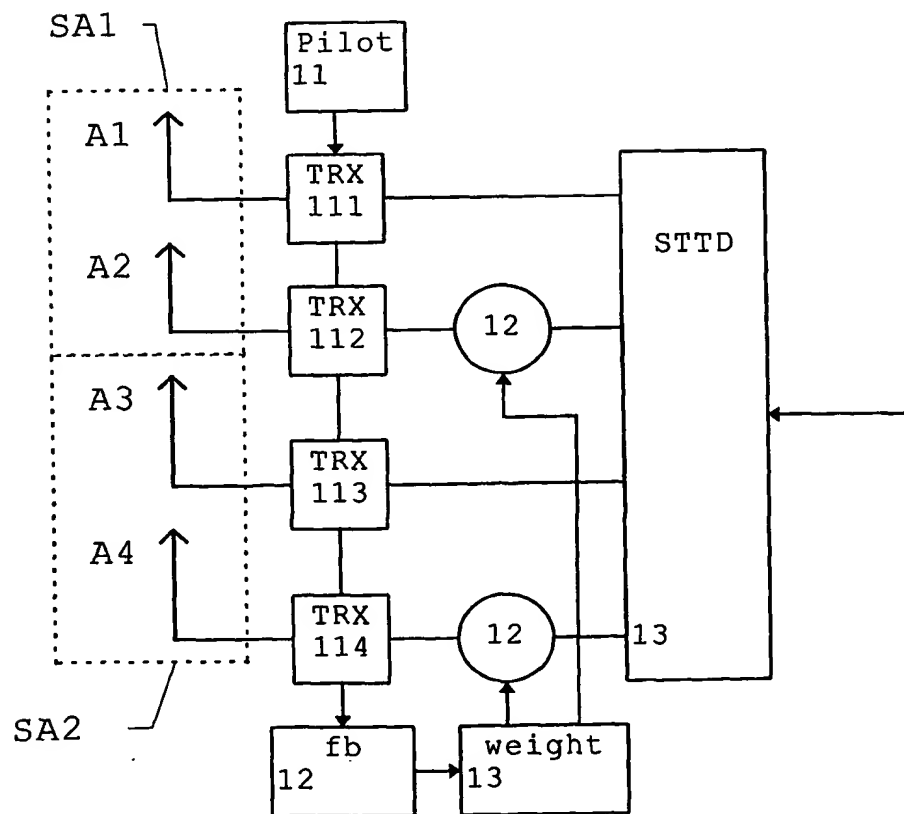 SA1
Pilot
11
A1
TRX
111
STTD
A2
TRX
112
12
A3
TRX
113
A4
TRX
114
12
13
SA2
fb
12
weight
13